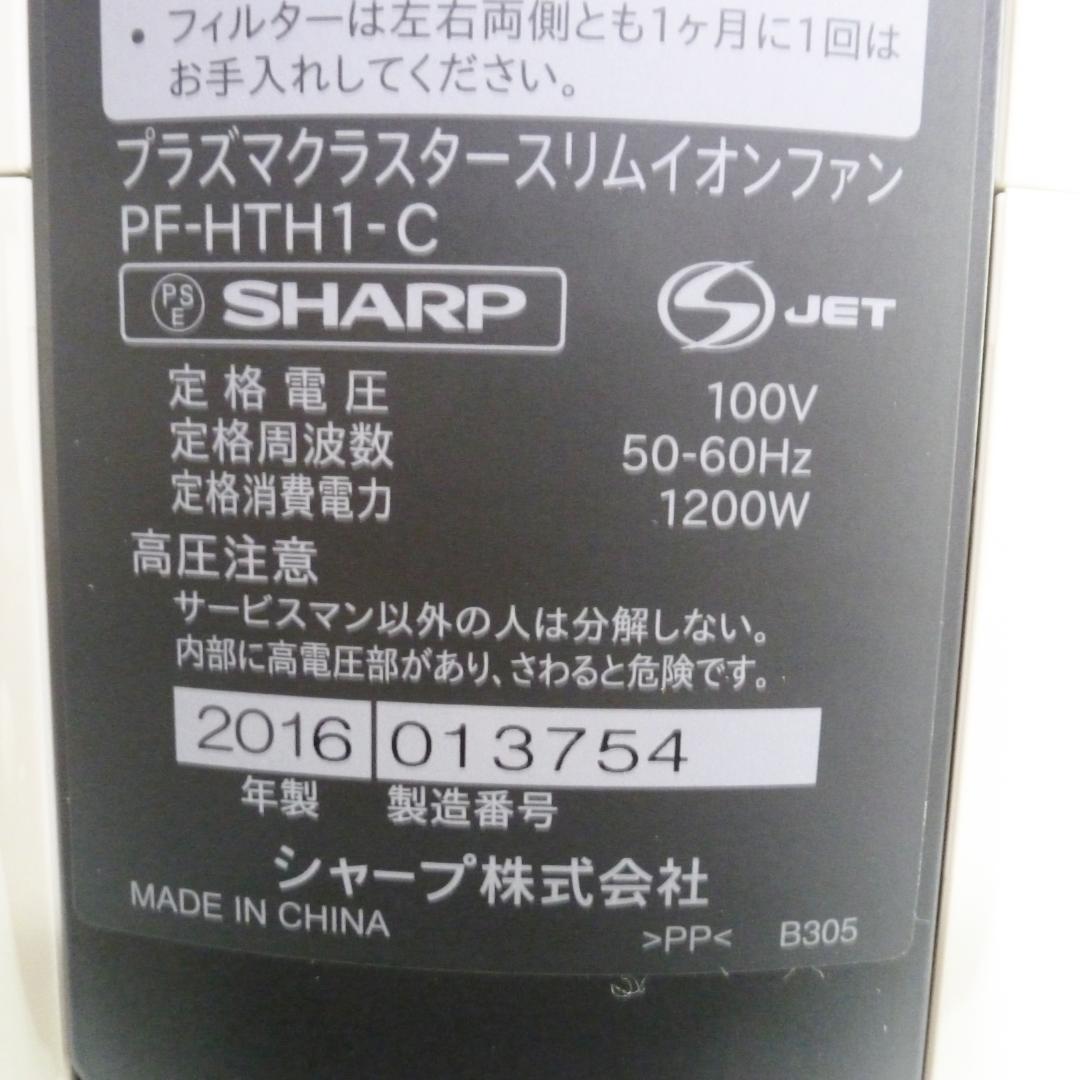 ・フィルターは左右両側とも1ヶ月に1回は
お手入れしてください。
プラズマクラスタースリムイオンファン
PF-HTH1-C
PSE SHARP S JET
定格電圧 100V
定格周波数 50-60Hz
定格消費電力 1200W
高圧注意
サービスマン以外の人は分解しない。
内部に高電圧部があり、さわると危険です。
2016 013754
年製 製造番号
シャープ株式会社
MADE IN CHINA >PP< B305